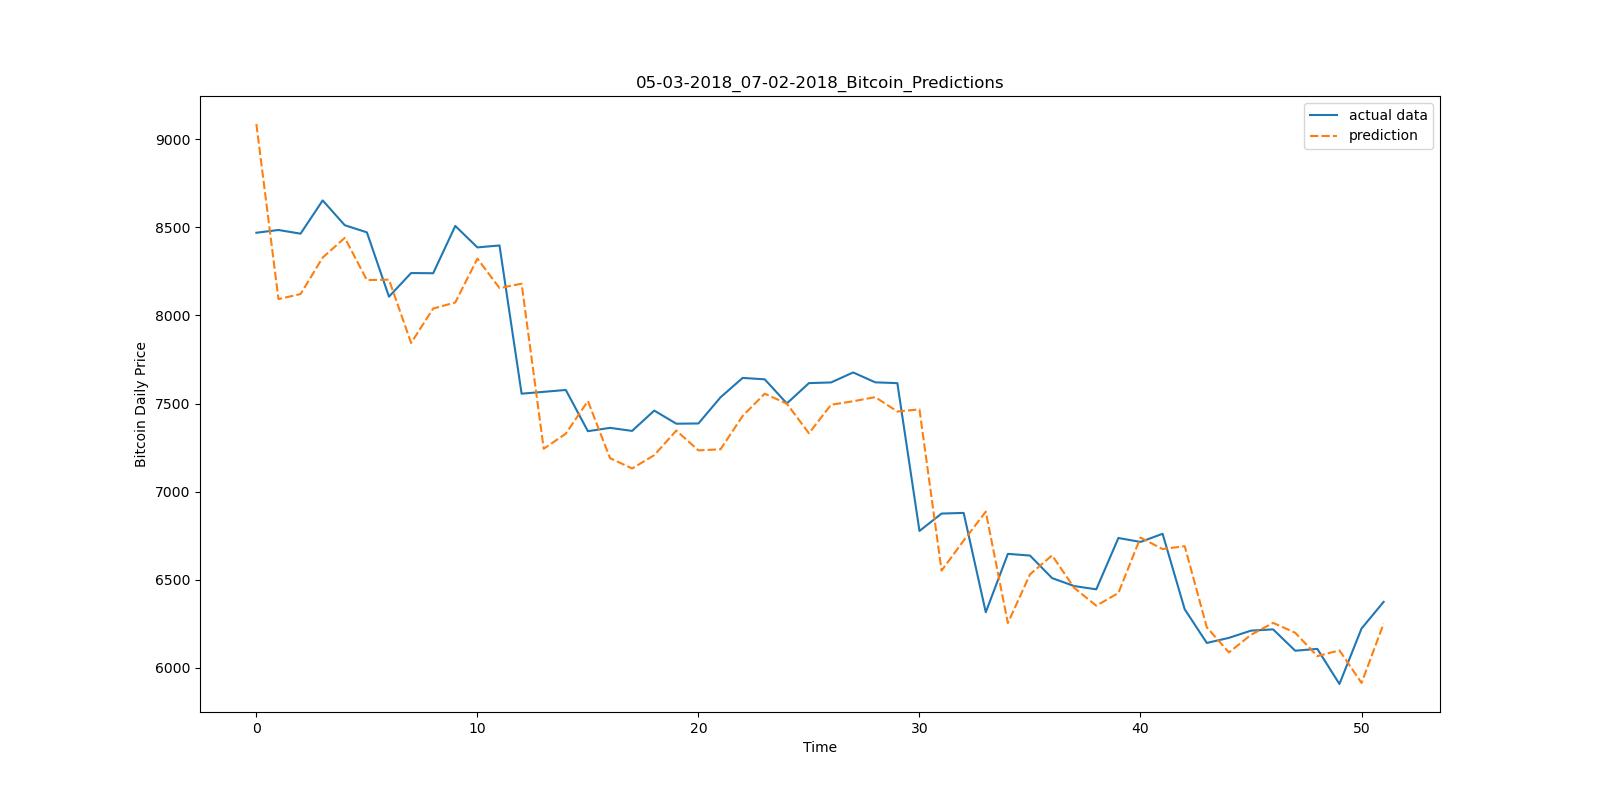 05-03-2018_07-02-2018_Bitcoin_Predictions
actual data
prediction
9000
8500
8000
7500
7000
6500
6000
Bitcoin Daily Price
0 10 20 30 40 50
Time